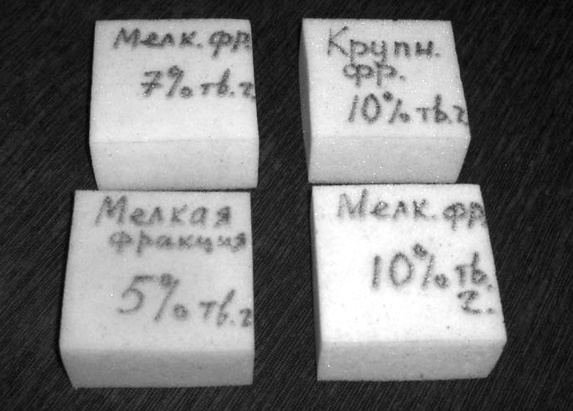 Мелк. фр.
7% тв. г.
Крупн.
фр.
10% тв. г
Мелкая
фракция
5% тв. г
Мелк. фр.
10% тв.
г.